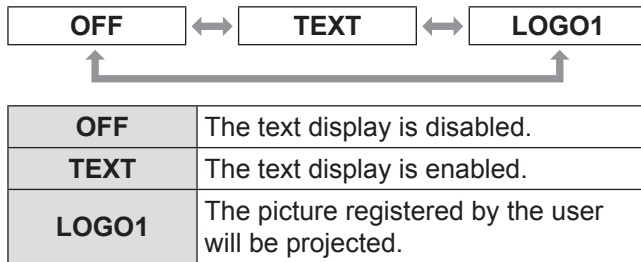 OFF TEXT LOGO1
OFF The text display is disabled.
TEXT The text display is enabled.
LOGO1 The picture registered by the user
will be projected.